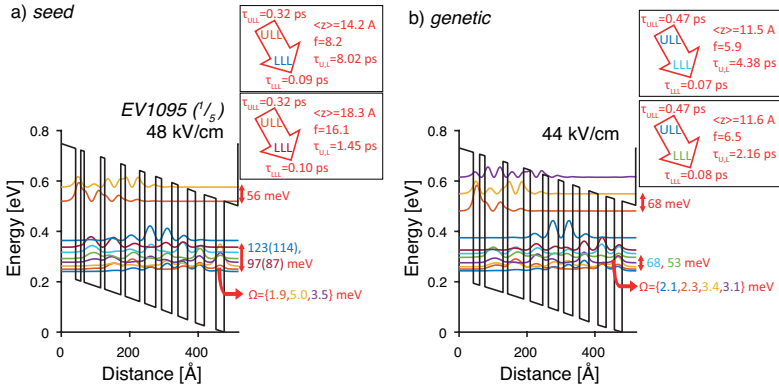 a) seed
τULL=0.32 ps
<z>=14.2 A
ULL
f=8.2
LLL
τU,L=8.02 ps
τLLL=0.09 ps
τULL=0.32 ps
<z>=18.3 A
ULL
f=16.1
LLL
τU,L=1.45 ps
τLLL=0.10 ps
EV1095 (1/5)
48 kV/cm
0.8
0.6
0.4
0.2
0
Energy [eV]
56 meV
123(114),
97(87) meV
Ω={1.9,5.0,3.5} meV
0 200 400
Distance [Å]
b) genetic
τULL=0.47 ps
<z>=11.5 A
ULL
f=5.9
LLL
τU,L=4.38 ps
τLLL=0.07 ps
τULL=0.47 ps
<z>=11.6 A
ULL
f=6.5
LLL
τU,L=2.16 ps
τLLL=0.08 ps
44 kV/cm
0.8
0.6
0.4
0.2
0
Energy [eV]
68 meV
68, 53 meV
Ω={2.1,2.3,3.4,3.1} meV
0 200 400
Distance [Å]